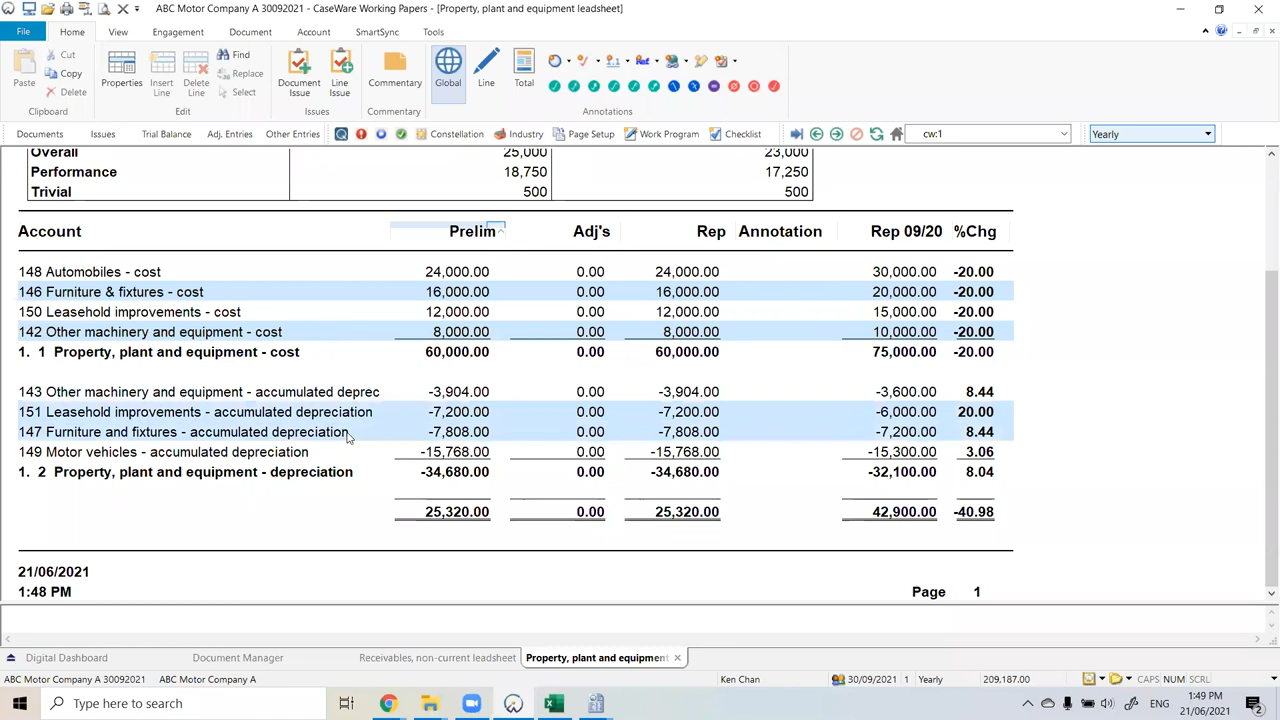 ABC Motor Company A 30092021 - CaseWare Working Papers - [Property, plant and equipment leadsheet]
File Home View Engagement Document Account SmartSync Tools
Paste Cut Copy Delete Properties Insert Line Delete Line Find Replace Select Document Issue Line Issue Commentary Global Line Total Ref
Clipboard Edit Issues Commentary Annotations
Documents Issues Trial Balance Adj. Entries Other Entries Constellation Industry Page Setup Work Program Checklist cw:1 Yearly
Overall 25,000 23,000
Performance 18,750 17,250
Trivial 500 500
Account Prelim Adj's Rep Annotation Rep 09/20 %Chg
148 Automobiles - cost 24,000.00 0.00 24,000.00 30,000.00 -20.00
146 Furniture & fixtures - cost 16,000.00 0.00 16,000.00 20,000.00 -20.00
150 Leasehold improvements - cost 12,000.00 0.00 12,000.00 15,000.00 -20.00
142 Other machinery and equipment - cost 8,000.00 0.00 8,000.00 10,000.00 -20.00
1. 1 Property, plant and equipment - cost 60,000.00 0.00 60,000.00 75,000.00 -20.00
143 Other machinery and equipment - accumulated deprec -3,904.00 0.00 -3,904.00 -3,600.00 8.44
151 Leasehold improvements - accumulated depreciation -7,200.00 0.00 -7,200.00 -6,000.00 20.00
147 Furniture and fixtures - accumulated depreciation -7,808.00 0.00 -7,808.00 -7,200.00 8.44
149 Motor vehicles - accumulated depreciation -15,768.00 0.00 -15,768.00 -15,300.00 3.06
1. 2 Property, plant and equipment - depreciation -34,680.00 0.00 -34,680.00 -32,100.00 8.04
25,320.00 0.00 25,320.00 42,900.00 -40.98
21/06/2021
1:48 PM Page 1
Digital Dashboard Document Manager Receivables, non-current leadsheet Property, plant and equipment
ABC Motor Company A 30092021 ABC Motor Company A Ken Chan 30/09/2021 1 Yearly 209,187.00 CAPS NUM SCRL
Type here to search ENG 1:49 PM
21/06/2021 2